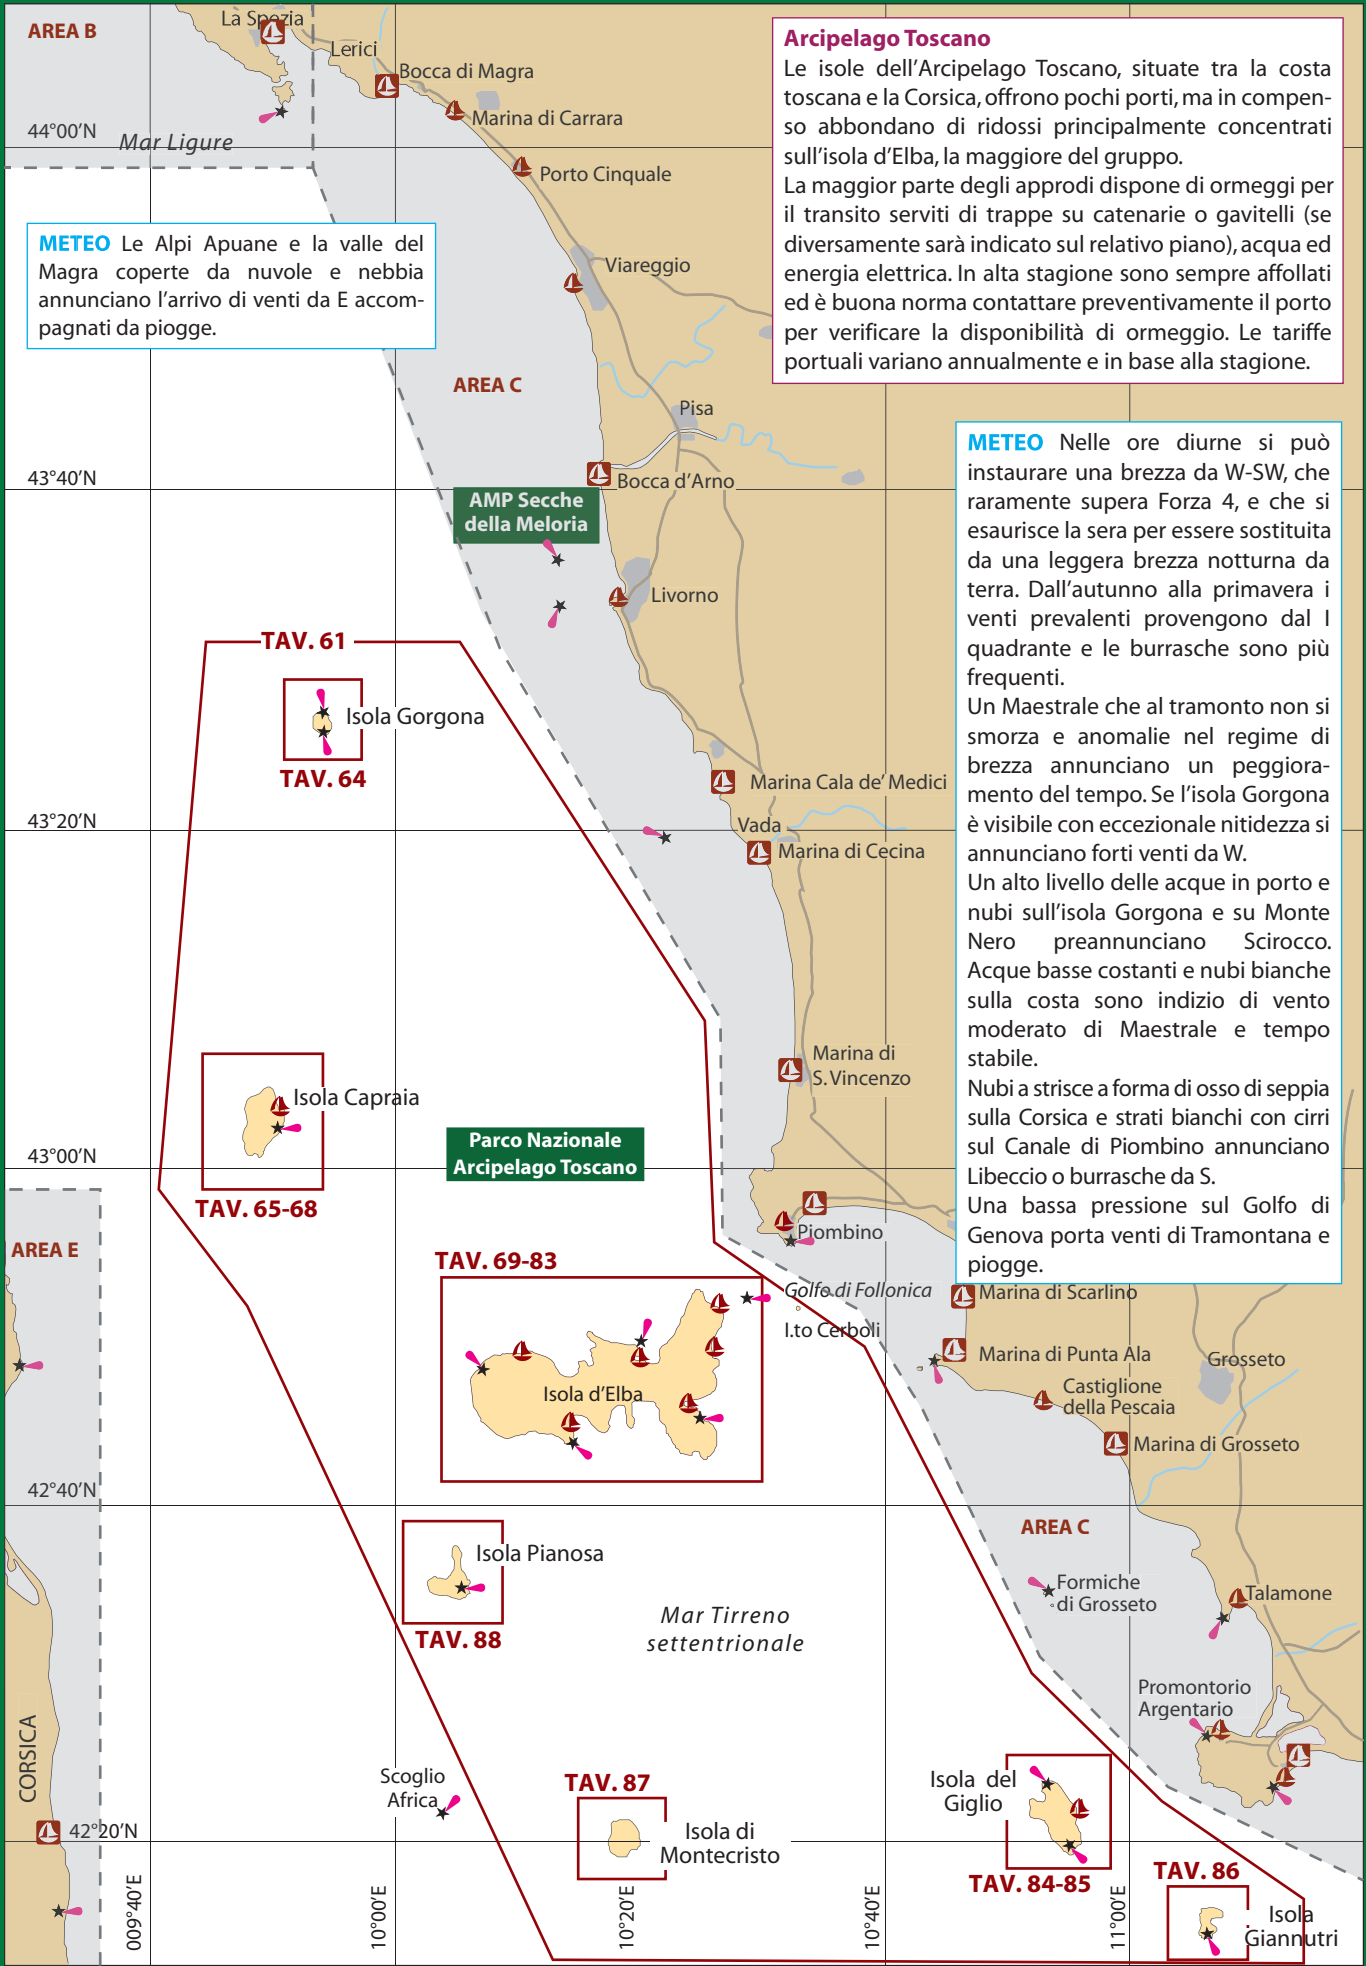 AREA B
La Spezia
Lerici
Bocca di Magra
Marina di Carrara
44°00’N
Mar Ligure
Porto Cinquale
Arcipelago Toscano
Le isole dell’Arcipelago Toscano, situate tra la costa
toscana e la Corsica, offrono pochi porti, ma in compen-
so abbondano di ridossi principalmente concentrati
sull’isola d’Elba, la maggiore del gruppo.
La maggior parte degli approdi dispone di ormeggi per
il transito serviti di trappe su catenarie o gavitelli (se
diversamente sarà indicato sul relativo piano), acqua ed
energia elettrica. In alta stagione sono sempre affollati
ed è buona norma contattare preventivamente il porto
per verificare la disponibilità di ormeggio. Le tariffe
portuali variano annualmente e in base alla stagione.
METEO Le Alpi Apuane e la valle del
Magra coperte da nuvole e nebbia
annunciano l’arrivo di venti da E accom-
pagnati da piogge.
Viareggio
AREA C
Pisa
43°40’N
Bocca d’Arno
AMP Secche
della Meloria
Livorno
METEO Nelle ore diurne si può
instaurare una brezza da W-SW, che
raramente supera Forza 4, e che si
esaurisce la sera per essere sostituita
da una leggera brezza notturna da
terra. Dall’autunno alla primavera i
venti prevalenti provengono dal I
quadrante e le burrasche sono più
frequenti.
Un Maestrale che al tramonto non si
smorza e anomalie nel regime di
brezza annunciano un peggiora-
mento del tempo. Se l’isola Gorgona
è visibile con eccezionale nitidezza si
annunciano forti venti da W.
Un alto livello delle acque in porto e
nubi sull’isola Gorgona e su Monte
Nero preannunciano Scirocco.
Acque basse costanti e nubi bianche
sulla costa sono indizio di vento
moderato di Maestrale e tempo
stabile.
Nubi a strisce a forma di osso di seppia
sulla Corsica e strati bianchi con cirri
sul Canale di Piombino annunciano
Libeccio o burrasche da S.
Una bassa pressione sul Golfo di
Genova porta venti di Tramontana e
piogge.
TAV. 61
Isola Gorgona
TAV. 64
Marina Cala de’ Medici
43°20’N
Vada
Marina di Cecina
Marina di
S. Vincenzo
Isola Capraia
43°00’N
Parco Nazionale
Arcipelago Toscano
TAV. 65-68
AREA E
Piombino
TAV. 69-83
Golfo di Follonica
I.to Cerboli
Marina di Scarlino
Marina di Punta Ala
Grosseto
Isola d’Elba
Castiglione
della Pescaia
Marina di Grosseto
42°40’N
AREA C
Isola Pianosa
TAV. 88
Formiche
di Grosseto
Talamone
Mar Tirreno
settentrionale
Promontorio
Argentario
CORSICA
Scoglio
Africa
TAV. 87
Isola del
Giglio
42°20’N
Isola di
Montecristo
TAV. 84-85
TAV. 86
Isola
Giannutri
009°40’E
10°00’E
10°20’E
10°40’E
11°00’E